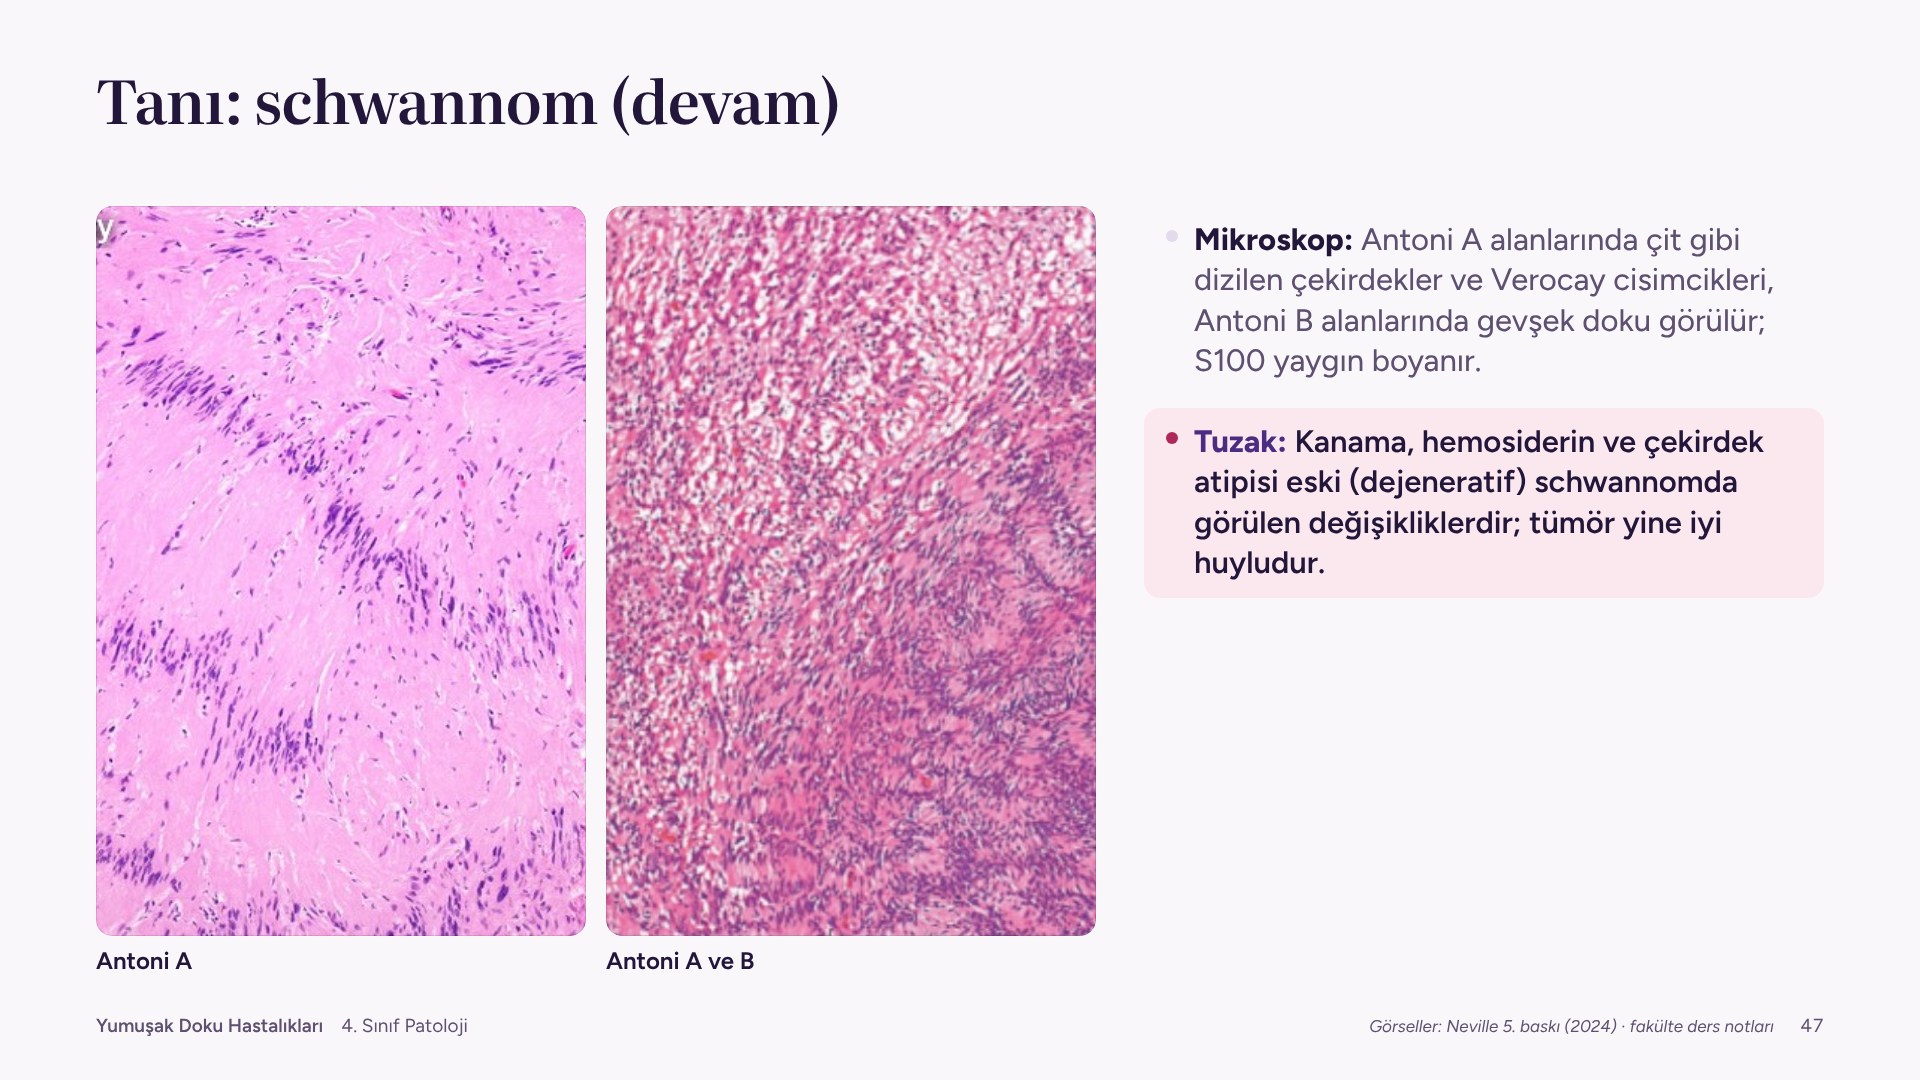 Tanı: schwannom (devam)
y
Mikroskop: Antoni A alanlarında çit gibi
dizilen çekirdekler ve Verocay cisimcikleri,
Antoni B alanlarında gevşek doku görülür;
S100 yaygın boyanır.
Tuzak: Kanama, hemosiderin ve çekirdek
atipisi eski (dejeneratif) schwannomda
görülen değişikliklerdir; tümör yine iyi
huyludur.
Antoni A
Antoni A ve B
Yumuşak Doku Hastalıkları 4. Sınıf Patoloji
Görseller: Neville 5. baskı (2024) · fakülte ders notları 47